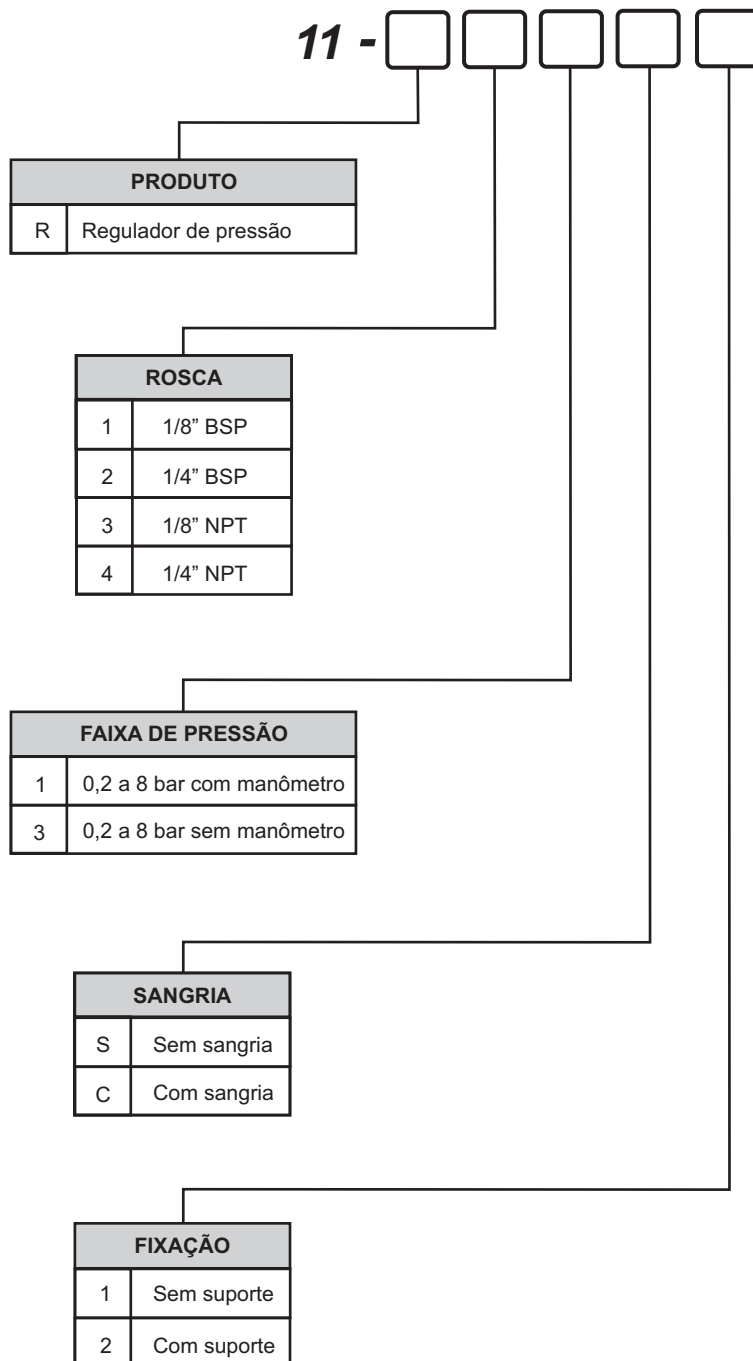 11 -
PRODUTO
R Regulador de pressão
ROSCA
1 1/8” BSP
2 1/4” BSP
3 1/8” NPT
4 1/4” NPT
FAIXA DE PRESSÃO
1 0,2 a 8 bar com manômetro
3 0,2 a 8 bar sem manômetro
SANGRIA
S Sem sangria
C Com sangria
FIXAÇÃO
1 Sem suporte
2 Com suporte